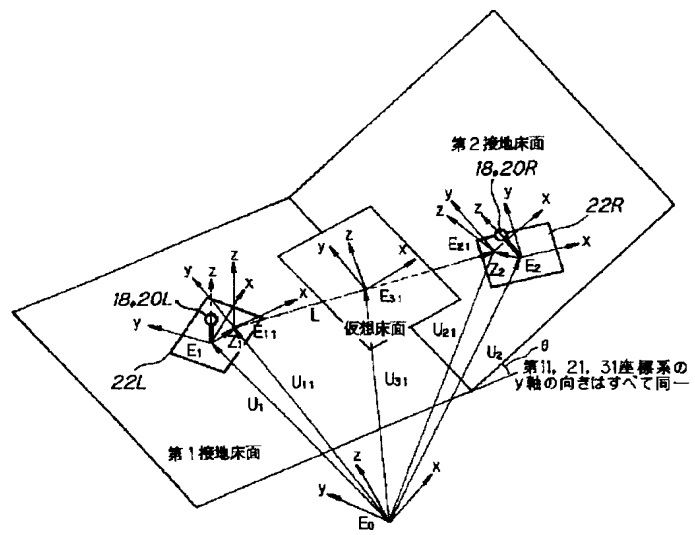 第2接地床面
18,20R
22R
y
z
z
y
x
x
E21
Z2
E2
z
y
x
E31
仮想床面
L
U21
U2
θ
第11, 21, 31座標系の
y軸の向きはすべて同一
y
z
z
x
x
18,20L
y
E1
Z1
E11
22L
U1
U11
U31
第1接地床面
z
x
y
E0